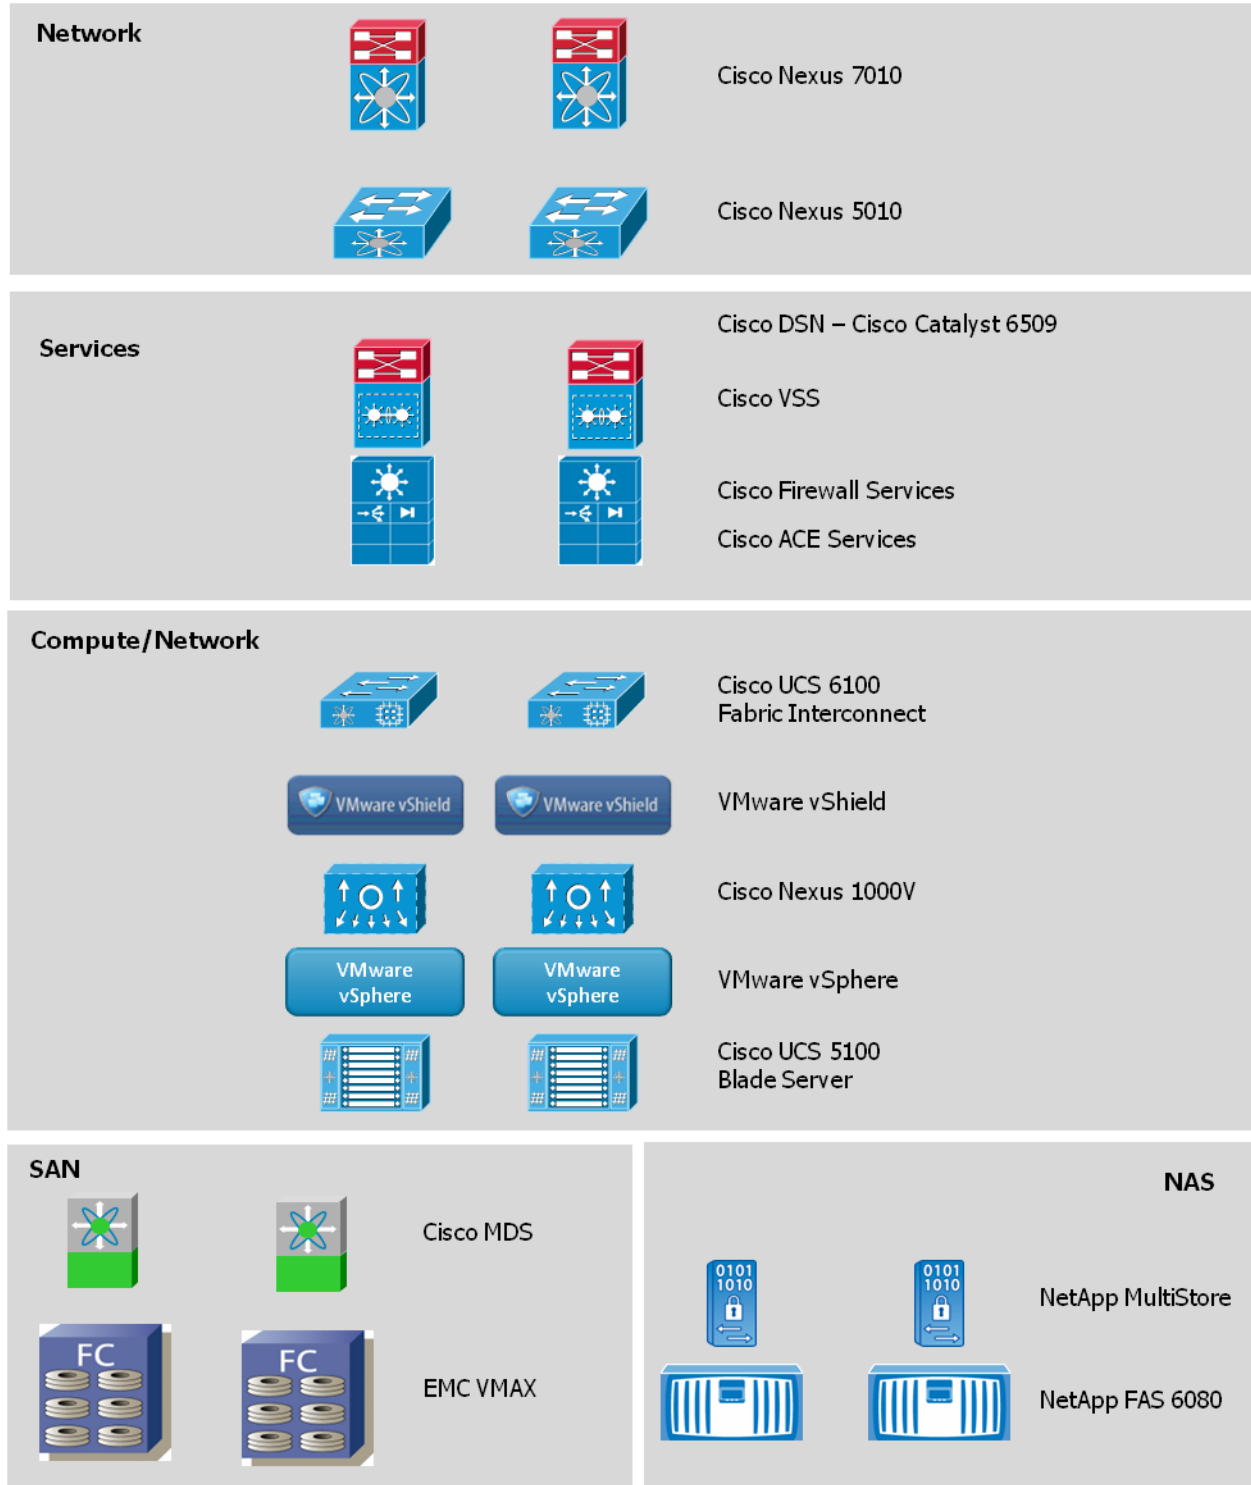 Network
Cisco Nexus 7010
Cisco Nexus 5010
Services
Cisco DSN – Cisco Catalyst 6509
Cisco VSS
Cisco Firewall Services
Cisco ACE Services
Compute/Network
Cisco UCS 6100
Fabric Interconnect
VMware vShield
VMware vShield
VMware vShield
Cisco Nexus 1000V
VMware
vSphere
VMware
vSphere
VMware vSphere
Cisco UCS 5100
Blade Server
SAN
Cisco MDS
FC
FC
EMC VMAX
NAS
0101
1010
0101
1010
NetApp MultiStore
NetApp FAS 6080